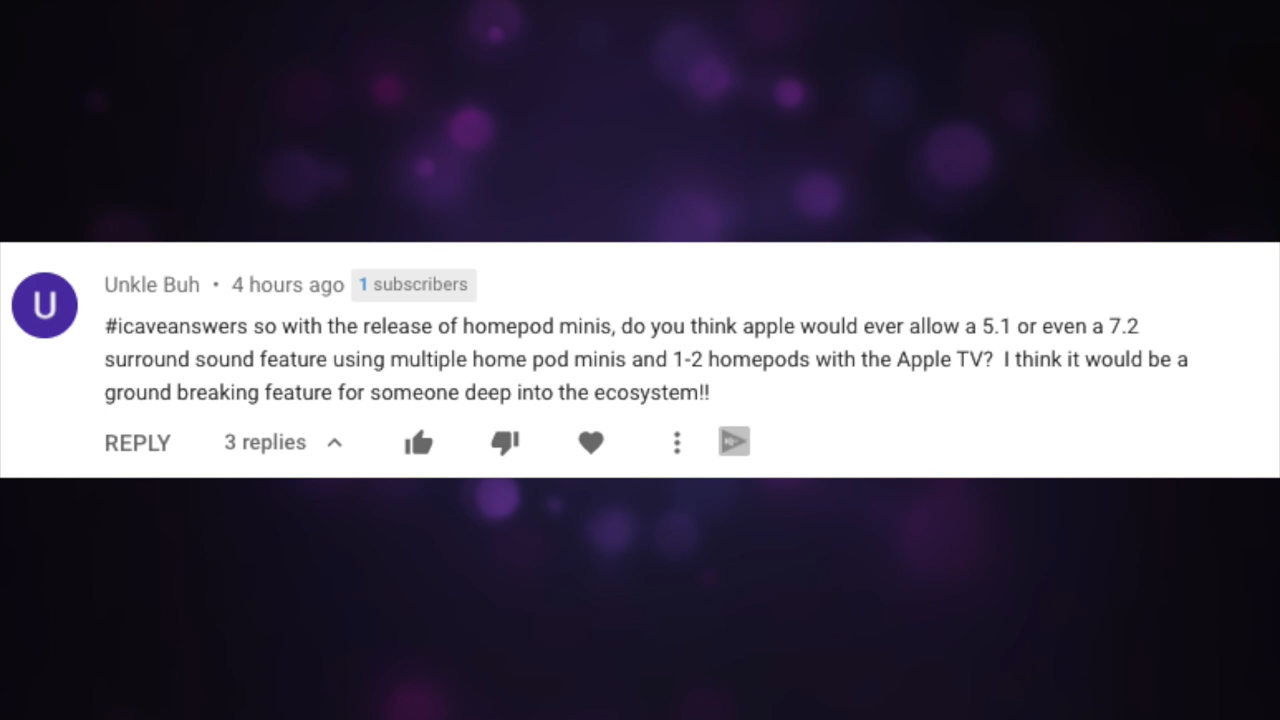 U
Unkle Buh • 4 hours ago 1 subscribers
#icaveanswers so with the release of homepod minis, do you think apple would ever allow a 5.1 or even a 7.2
surround sound feature using multiple home pod minis and 1-2 homepods with the Apple TV?  I think it would be a
ground breaking feature for someone deep into the ecosystem!!
REPLY 3 replies